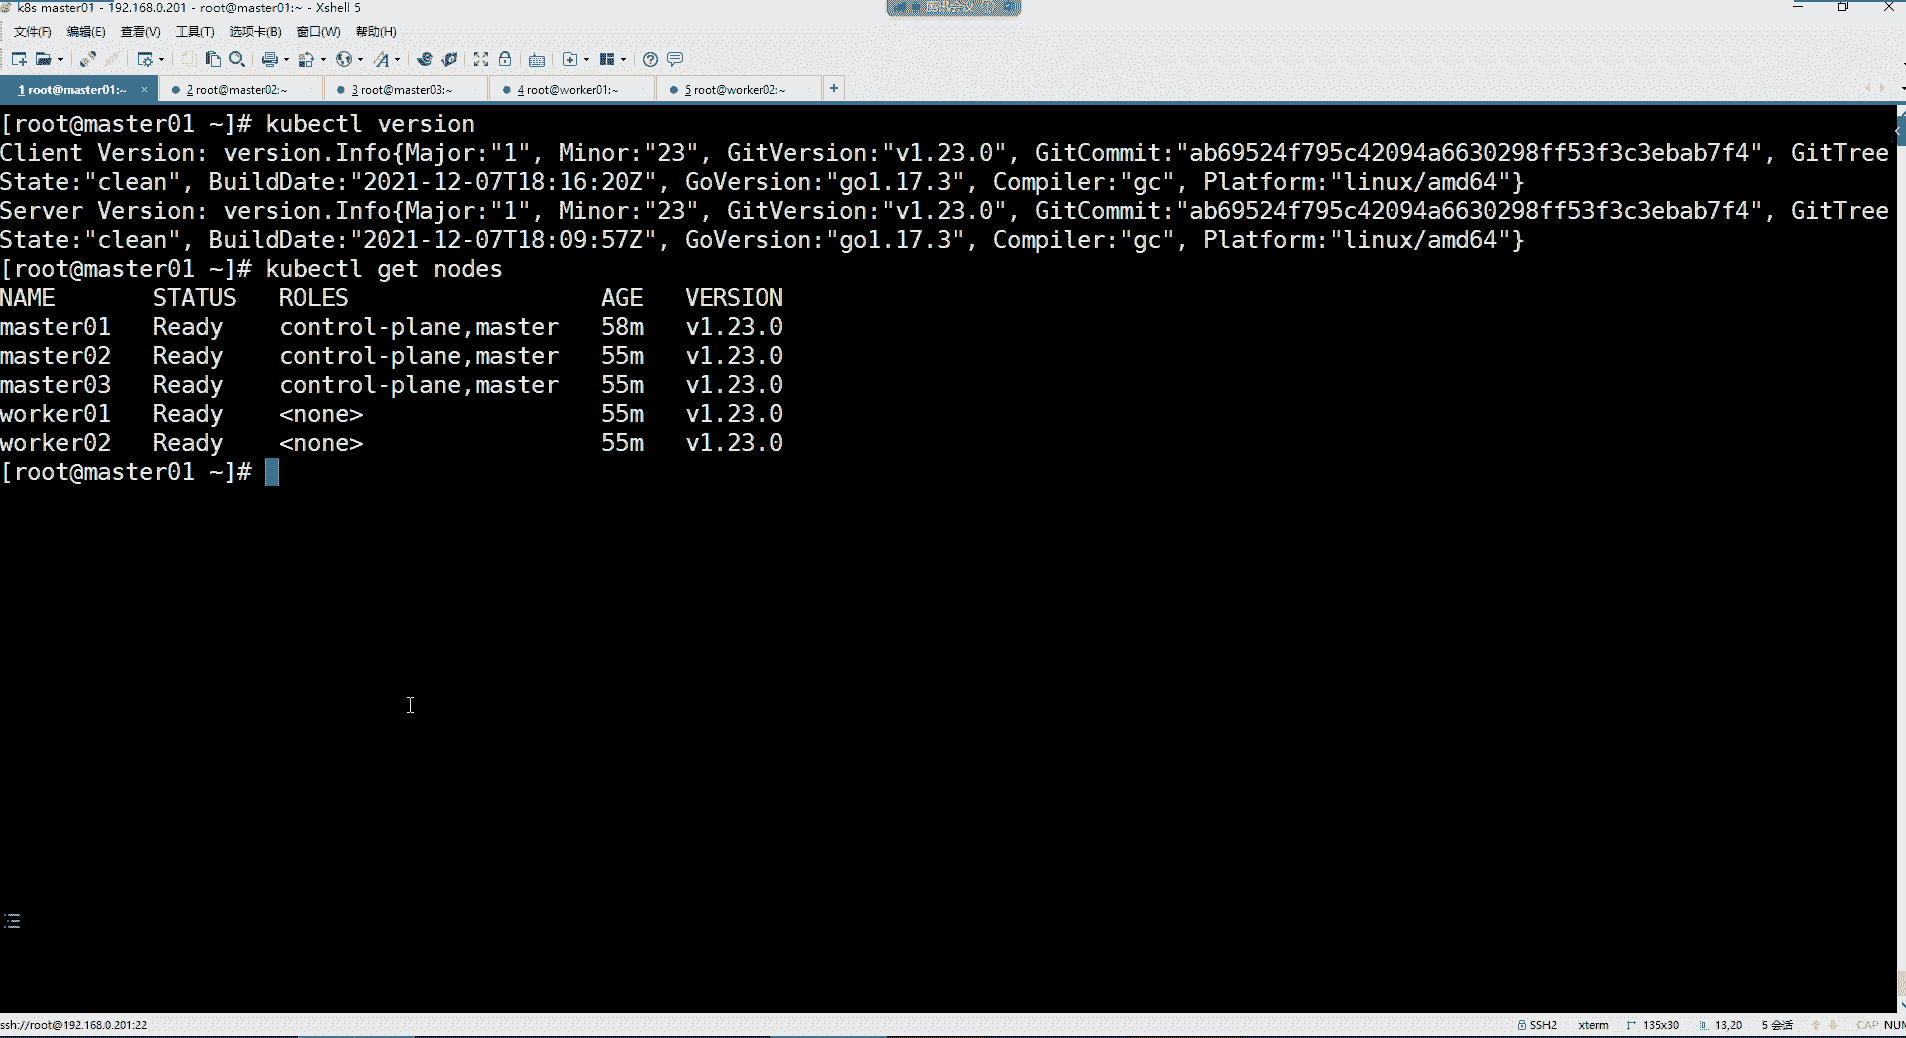 k8s master01 - 192.168.0.201 - root@master01:~ - Xshell 5
文件(F) 编辑(E) 查看(V) 工具(T) 选项卡(B) 窗口(W) 帮助(H)
1 root@master01:~ × 2 root@master02:~ 3 root@master03:~ 4 root@worker01:~ 5 root@worker02:~ +
[root@master01 ~]# kubectl version
Client Version: version.Info{Major:"1", Minor:"23", GitVersion:"v1.23.0", GitCommit:"ab69524f795c42094a6630298ff53f3c3ebab7f4", GitTree
State:"clean", BuildDate:"2021-12-07T18:16:20Z", GoVersion:"go1.17.3", Compiler:"gc", Platform:"linux/amd64"}
Server Version: version.Info{Major:"1", Minor:"23", GitVersion:"v1.23.0", GitCommit:"ab69524f795c42094a6630298ff53f3c3ebab7f4", GitTree
State:"clean", BuildDate:"2021-12-07T18:09:57Z", GoVersion:"go1.17.3", Compiler:"gc", Platform:"linux/amd64"}
[root@master01 ~]# kubectl get nodes
NAME STATUS ROLES AGE VERSION
master01 Ready control-plane,master 58m v1.23.0
master02 Ready control-plane,master 55m v1.23.0
master03 Ready control-plane,master 55m v1.23.0
worker01 Ready <none> 55m v1.23.0
worker02 Ready <none> 55m v1.23.0
[root@master01 ~]#
ssh://root@192.168.0.201:22 SSH2 xterm 135x30 13,20 5 会话 CAP NUM